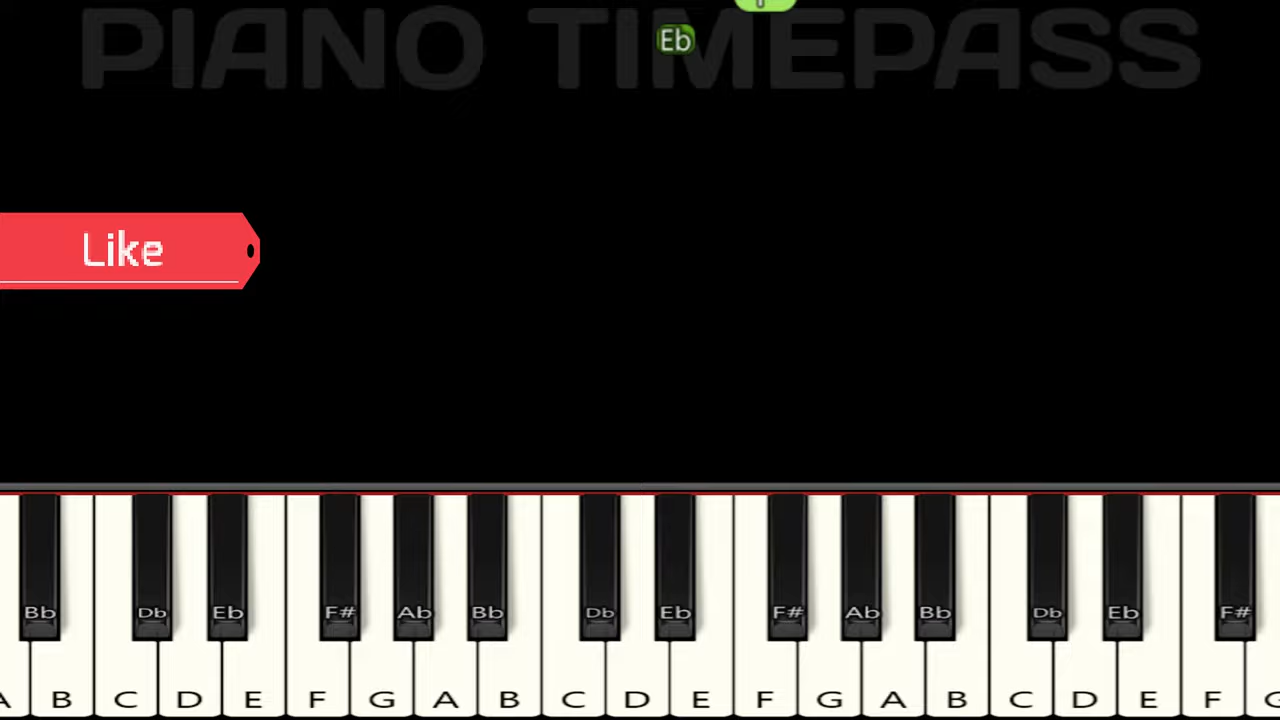 PIANO TIMEPASS
Eb
Like
Bb Db Eb F# Ab Bb Db Eb F# Ab Bb Db Eb F#
A B C D E F G A B C D E F G A B C D E F